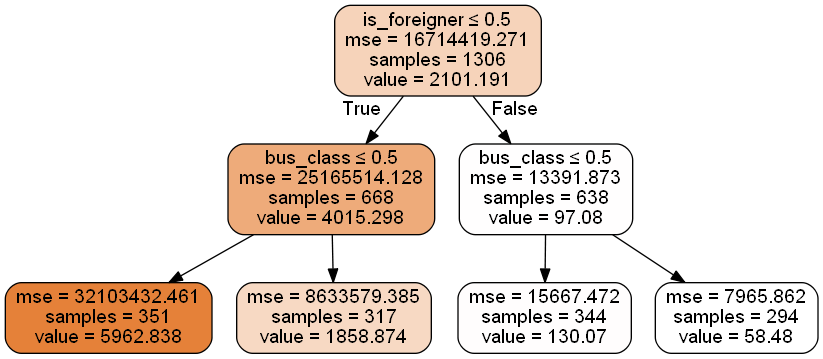 is_foreigner ≤ 0.5
mse = 16714419.271
samples = 1306
value = 2101.191
True
False
bus_class ≤ 0.5
mse = 25165514.128
samples = 668
value = 4015.298
bus_class ≤ 0.5
mse = 13391.873
samples = 638
value = 97.08
mse = 32103432.461
samples = 351
value = 5962.838
mse = 8633579.385
samples = 317
value = 1858.874
mse = 15667.472
samples = 344
value = 130.07
mse = 7965.862
samples = 294
value = 58.48